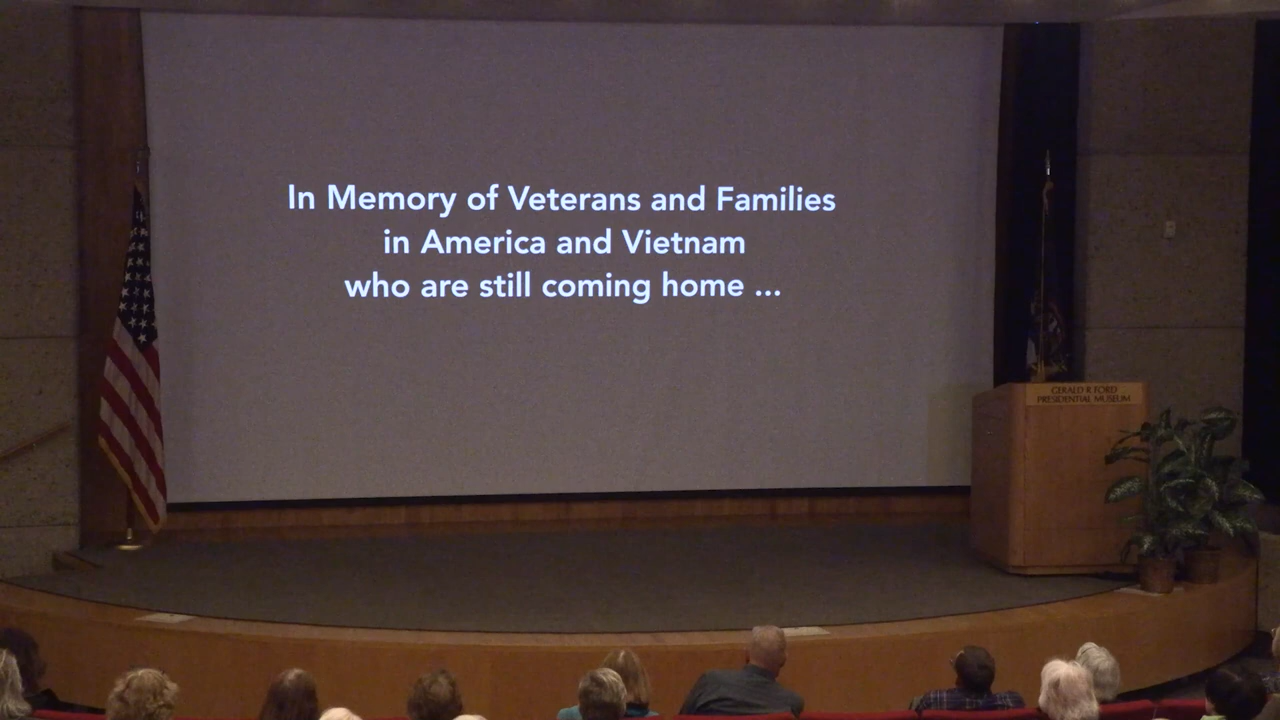 In Memory of Veterans and Families
in America and Vietnam
who are still coming home ...
GERALD R FORD
PRESIDENTIAL MUSEUM